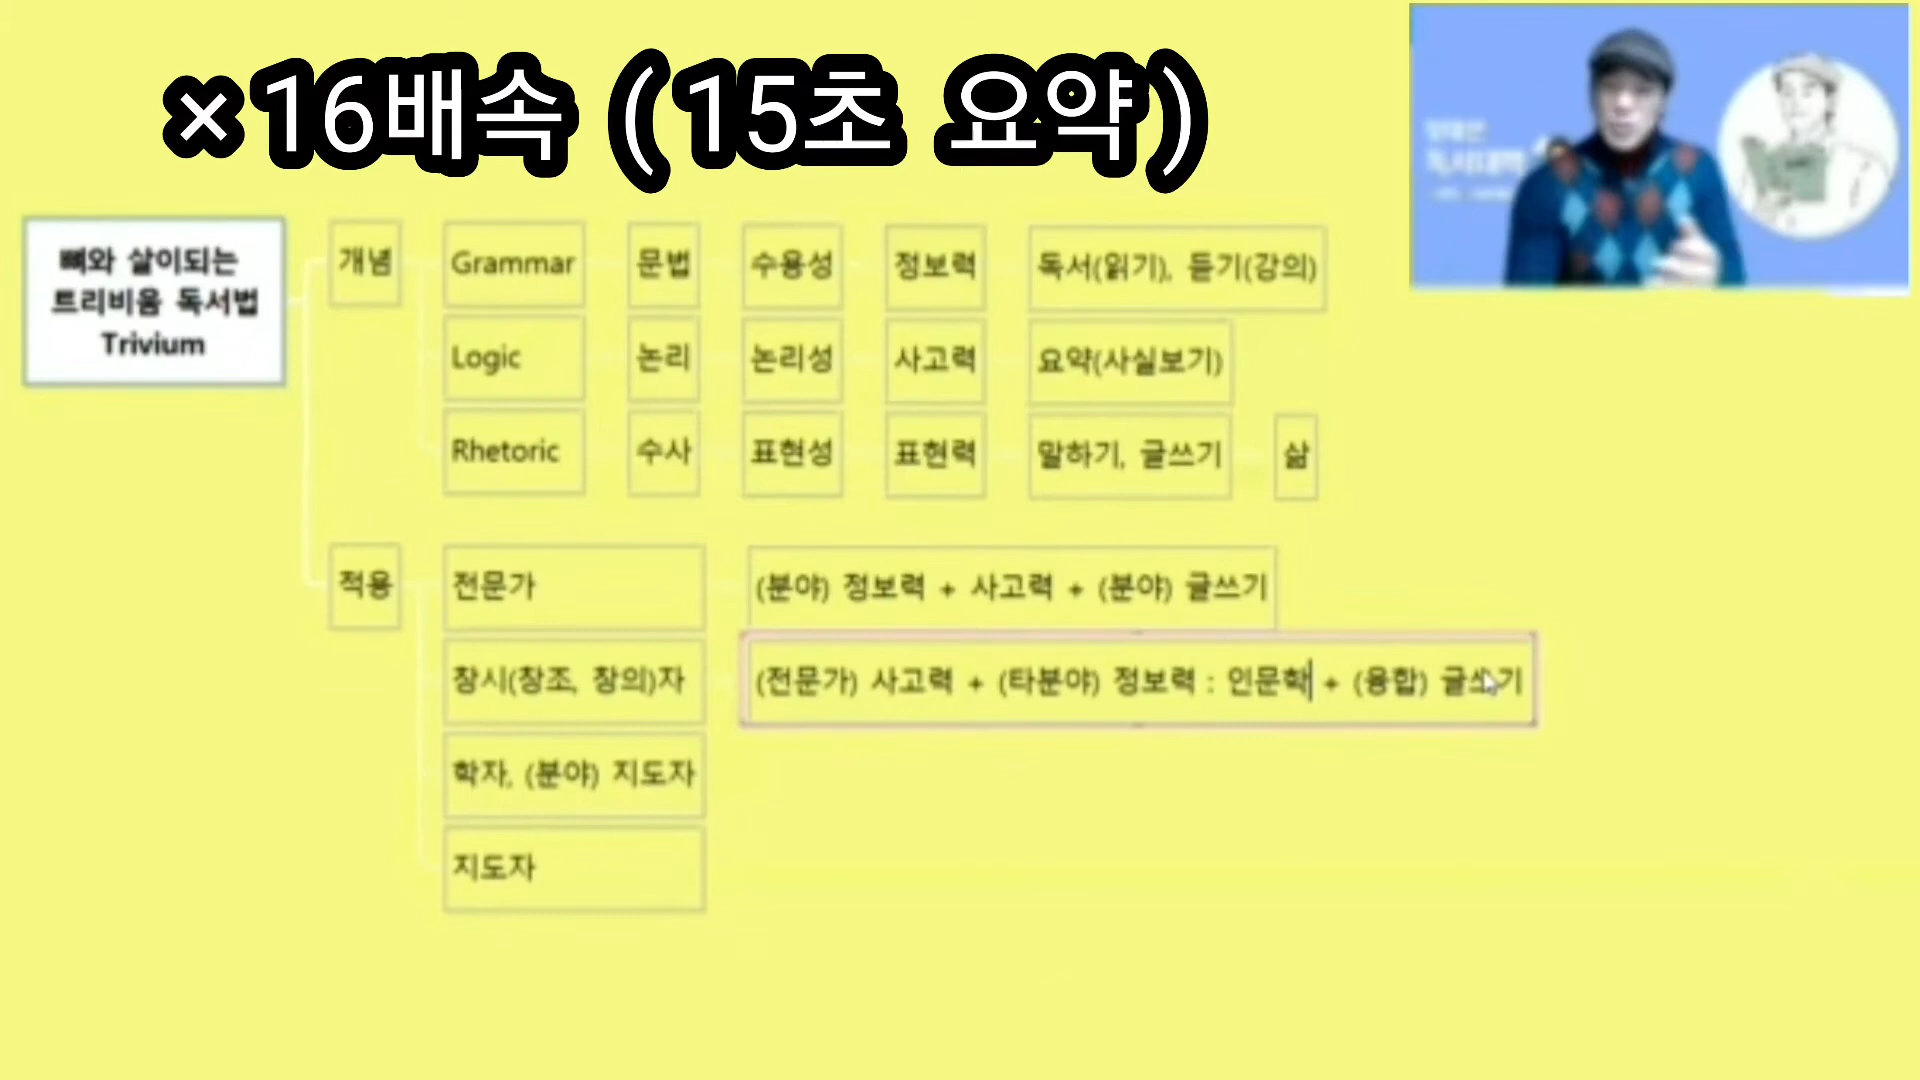 ×16배속 (15초 요약)
뼈와 살이되는
트리비움 독서법
Trivium
개념
Grammar
문법
수용성
정보력
독서(읽기), 듣기(강의)
Logic
논리
논리성
사고력
요약(사실보기)
Rhetoric
수사
표현성
표현력
말하기, 글쓰기
삶
적용
전문가
(분야) 정보력 + 사고력 + (분야) 글쓰기
창시(창조, 창의)자
(전문가) 사고력 + (타분야) 정보력 : 인문학 + (융합) 글쓰기
학자, (분야) 지도자
지도자